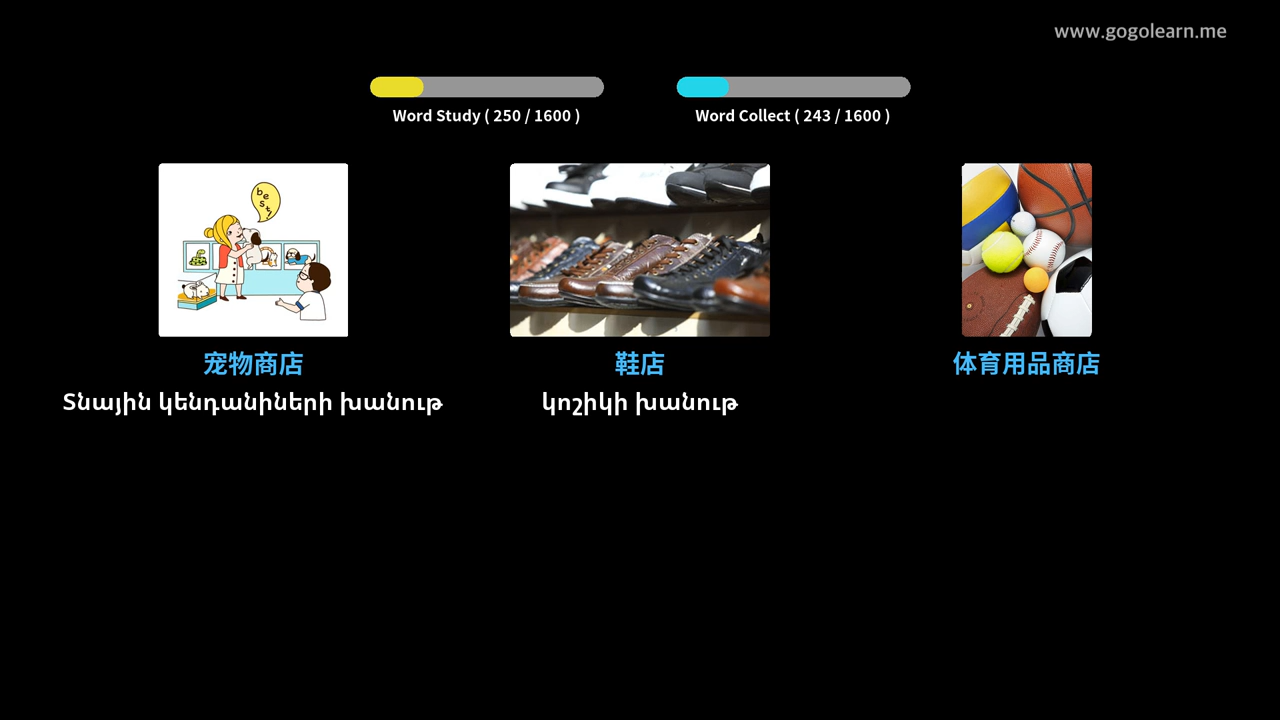 www.gogolearn.me
Word Study ( 250 / 1600 )
Word Collect ( 243 / 1600 )
best,
宠物商店
鞋店
体育用品商店
Տնային կենդանիների խանութ
կոշիկի խանութ